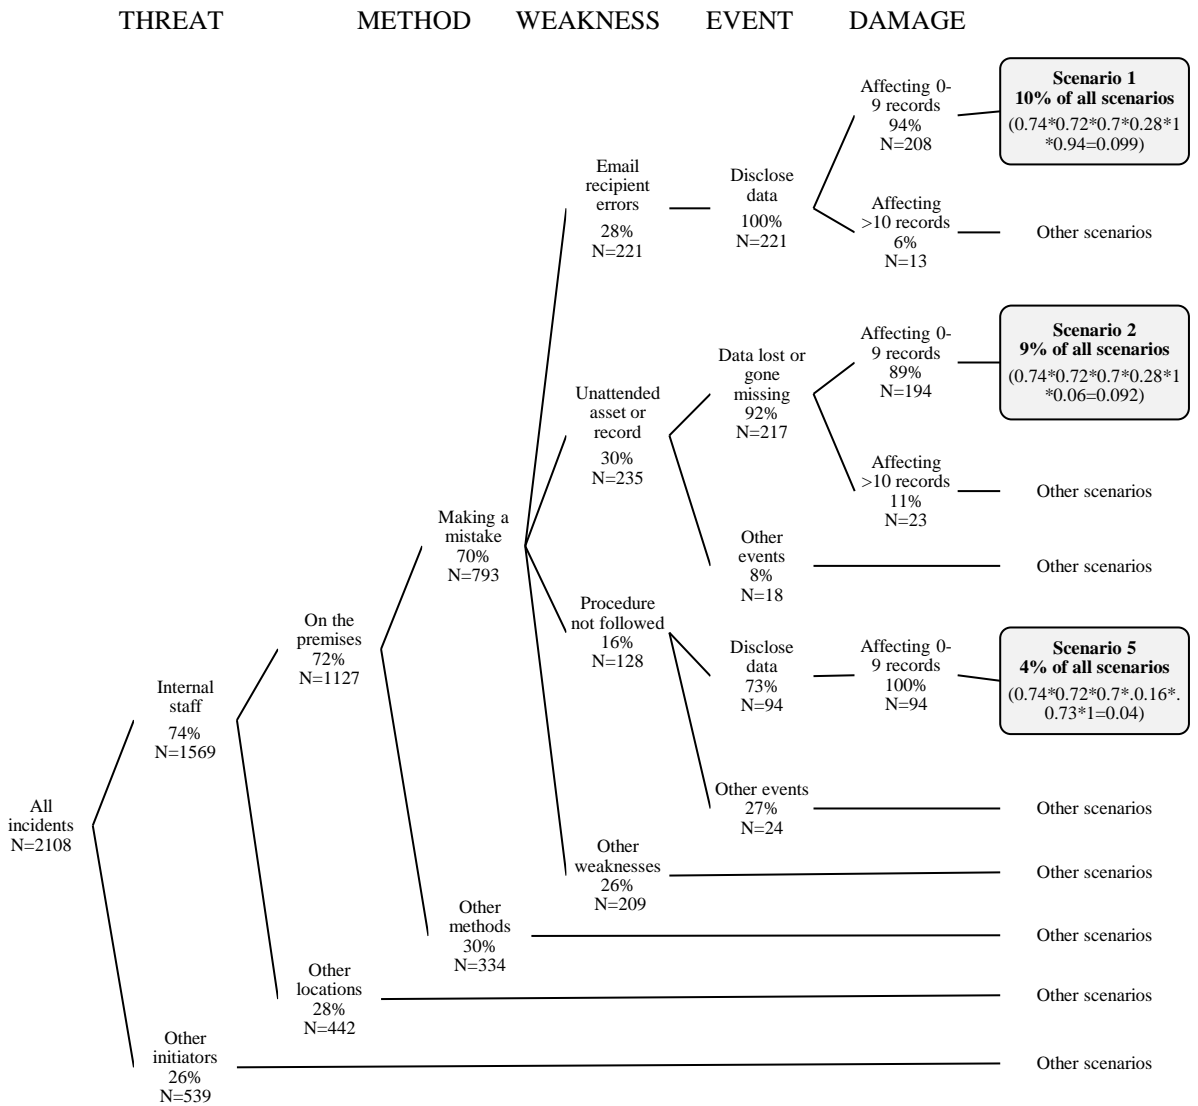 THREAT METHOD WEAKNESS EVENT DAMAGE
Affecting 0-
9 records
94%
N=208
Scenario 1
10% of all scenarios
(0.74*0.72*0.7*0.28*1
*0.94=0.099)
Email
recipient
errors
28%
N=221
Disclose
data
100%
N=221
Affecting
>10 records
6%
N=13
Other scenarios
Affecting 0-
9 records
89%
N=194
Scenario 2
9% of all scenarios
(0.74*0.72*0.7*0.28*1
*0.06=0.092)
Data lost or
gone
missing
92%
N=217
Unattended
asset or
record
30%
N=235
Affecting
>10 records
11%
N=23
Other scenarios
Making a
mistake
70%
N=793
Other
events
8%
N=18
Other scenarios
Procedure
not followed
16%
N=128
On the
premises
72%
N=1127
Disclose
data
73%
N=94
Affecting 0-
9 records
100%
N=94
Scenario 5
4% of all scenarios
(0.74*0.72*0.7*.0.16*.
0.73*1=0.04)
Internal
staff
74%
N=1569
All
incidents
N=2108
Other events
27%
N=24
Other scenarios
Other
weaknesses
26%
N=209
Other scenarios
Other
methods
30%
N=334
Other scenarios
Other
locations
28%
N=442
Other scenarios
Other
initiators
26%
N=539
Other scenarios